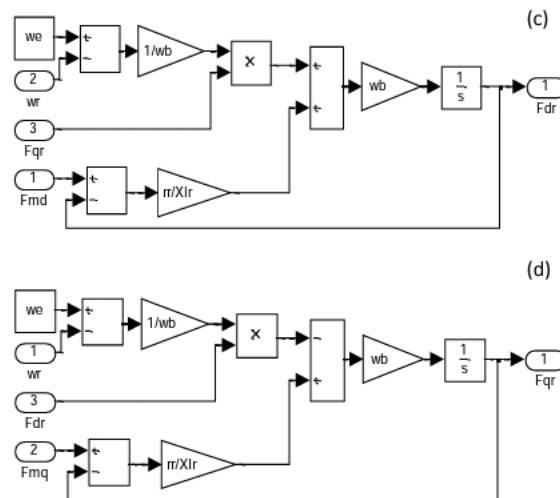 (c)
we
+
−
1/wb
2
wr
×
+
+
wb
1
s
1
Fdr
3
Fqr
1
Fmd
+
−
rr/Xlr
(d)
we
+
−
1/wb
1
wr
×
−
+
wb
1
s
1
Fqr
3
Fdr
2
Fmq
+
−
rr/Xlr